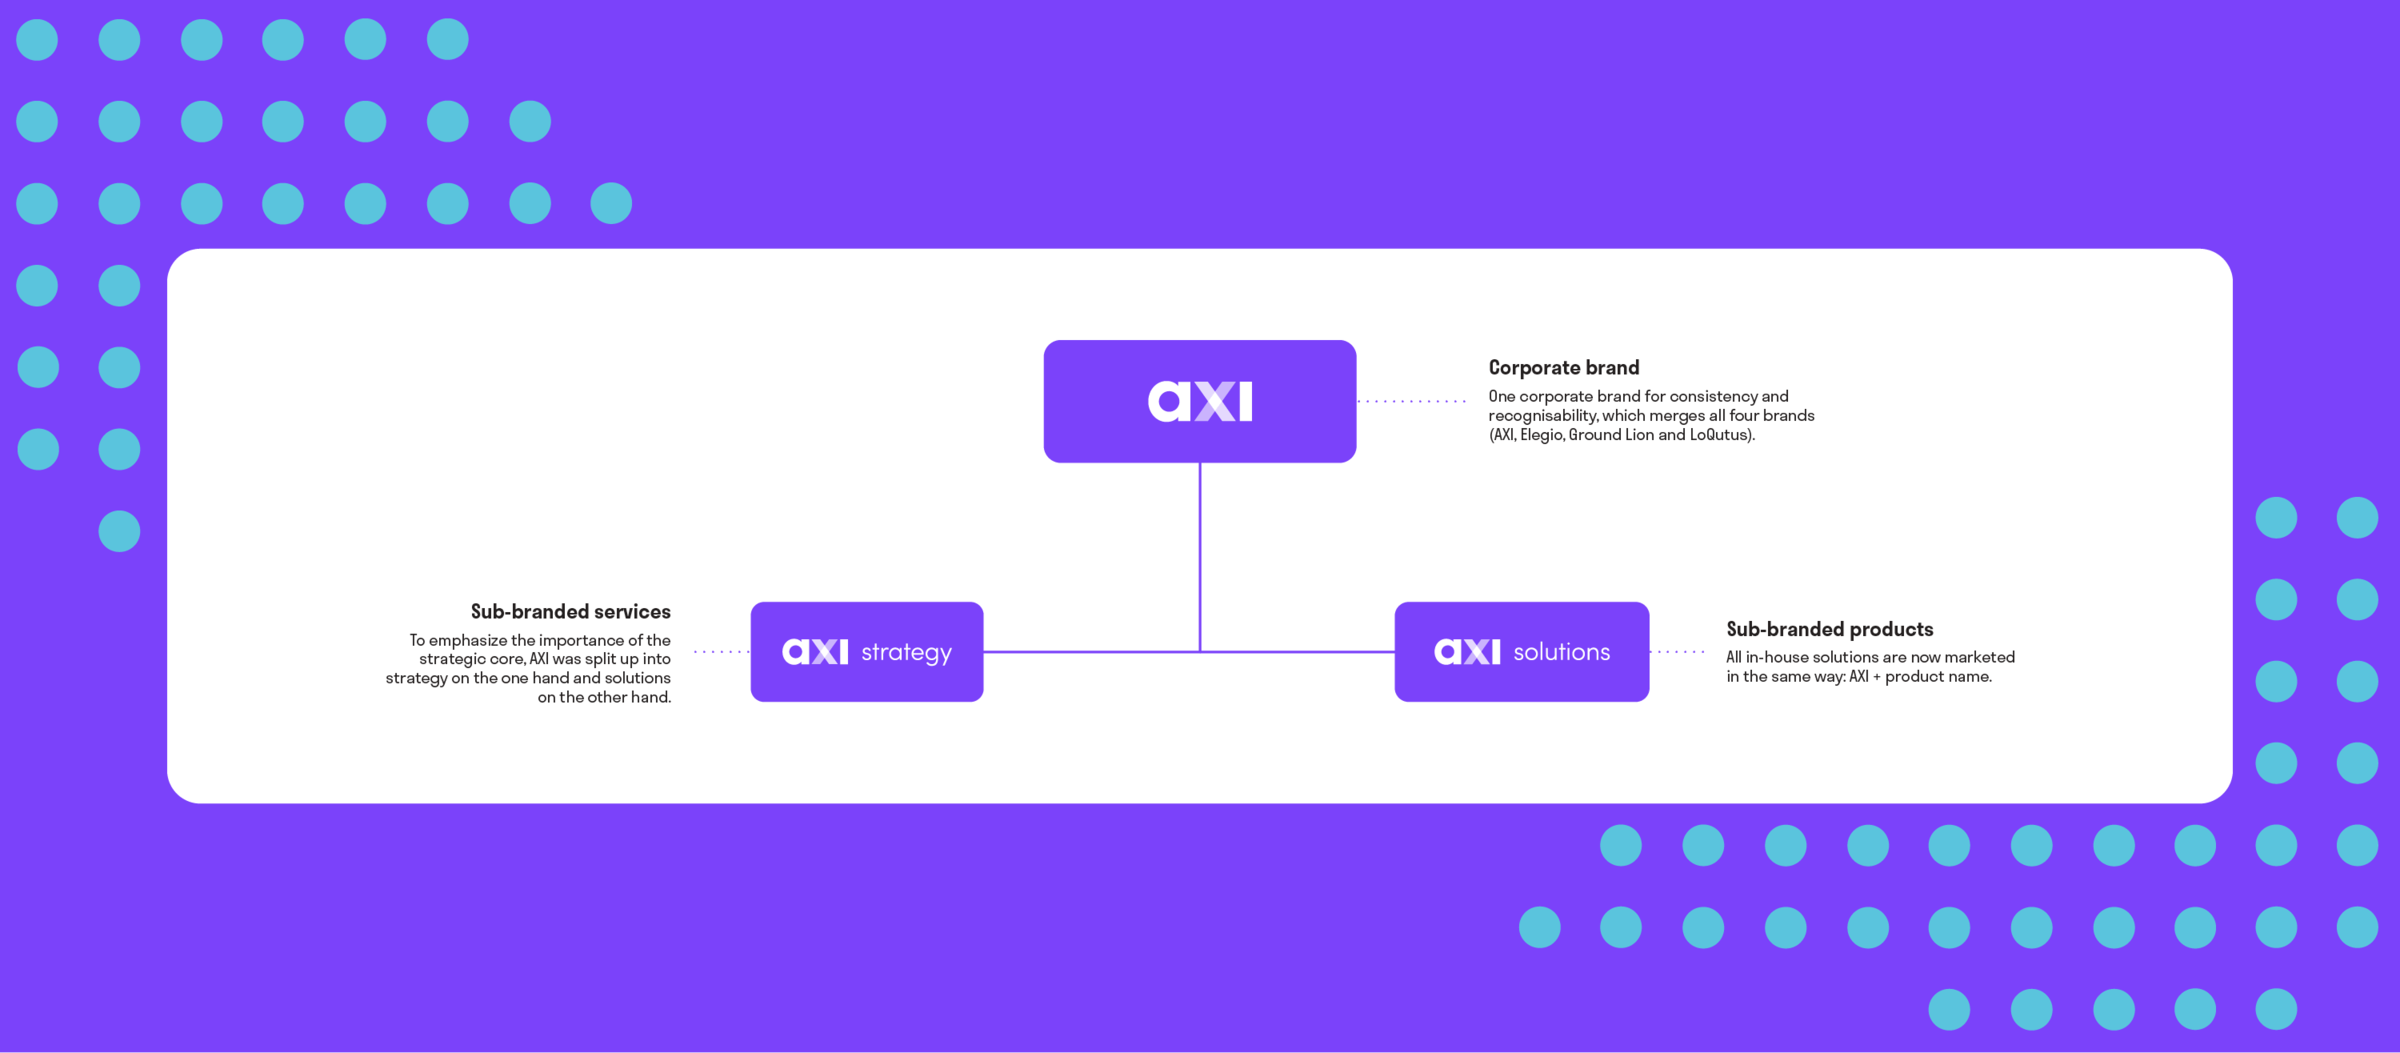 axi
Corporate brand
One corporate brand for consistency and
recognisability, which merges all four brands
(AXI, Elegio, Ground Lion and LoQutus).
Sub-branded services
To emphasize the importance of the
strategic core, AXI was split up into
strategy on the one hand and solutions
on the other hand.
axi strategy
axi solutions
Sub-branded products
All in-house solutions are now marketed
in the same way: AXI + product name.